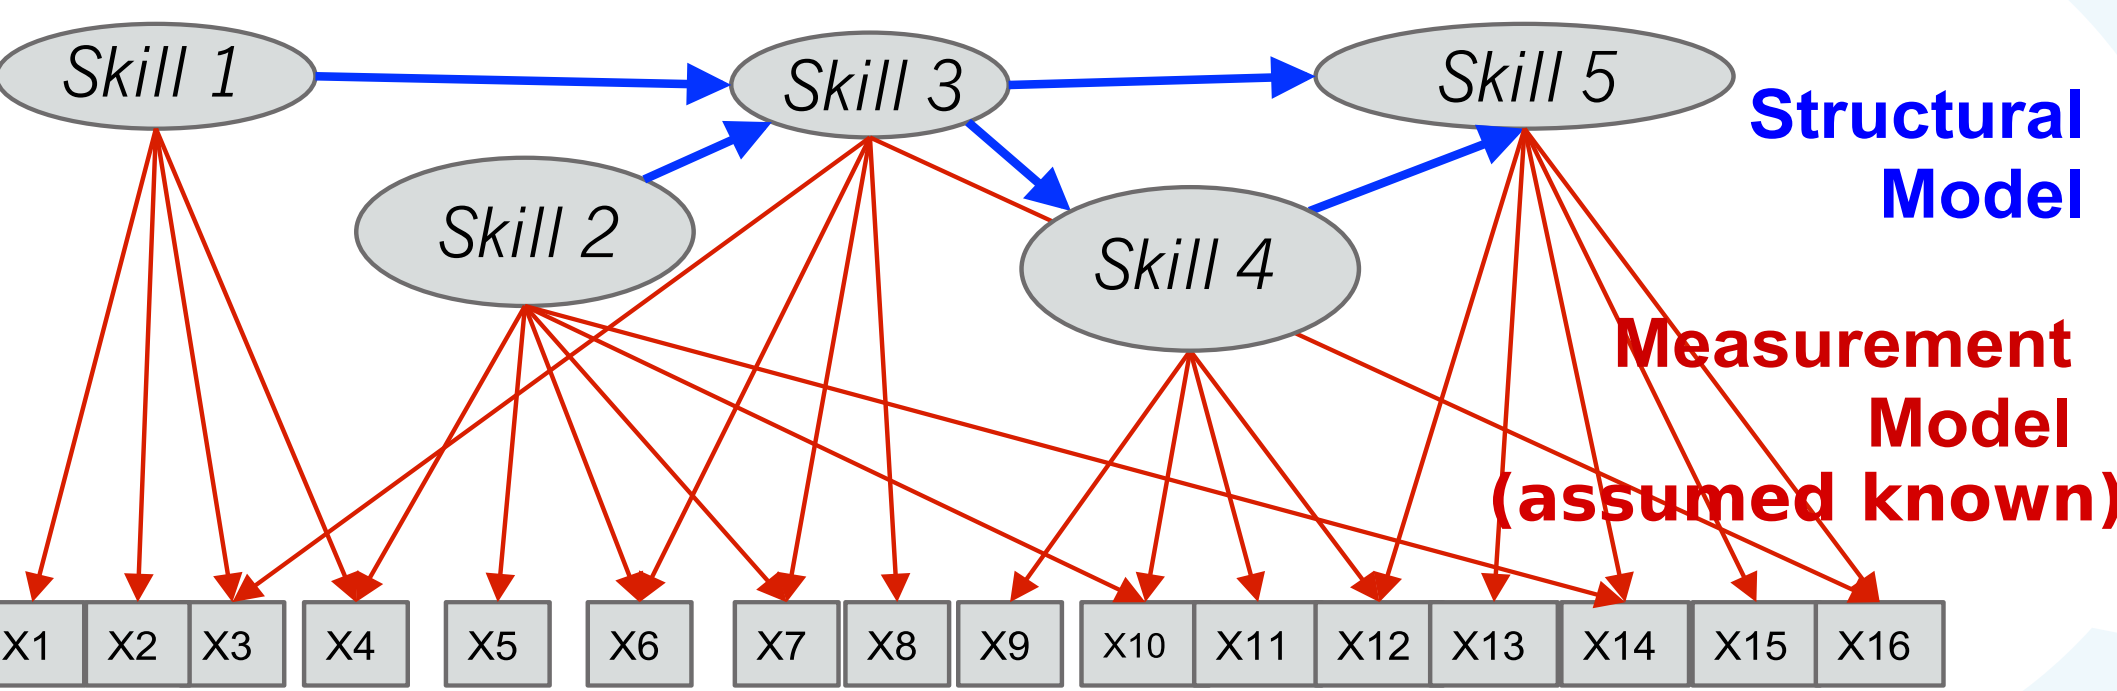 Skill 1
Skill 3
Skill 5
Structural
Model
Skill 2
Skill 4
Measurement
Model
(assumed known)
X1 X2 X3 X4 X5 X6 X7 X8 X9 X10 X11 X12 X13 X14 X15 X16